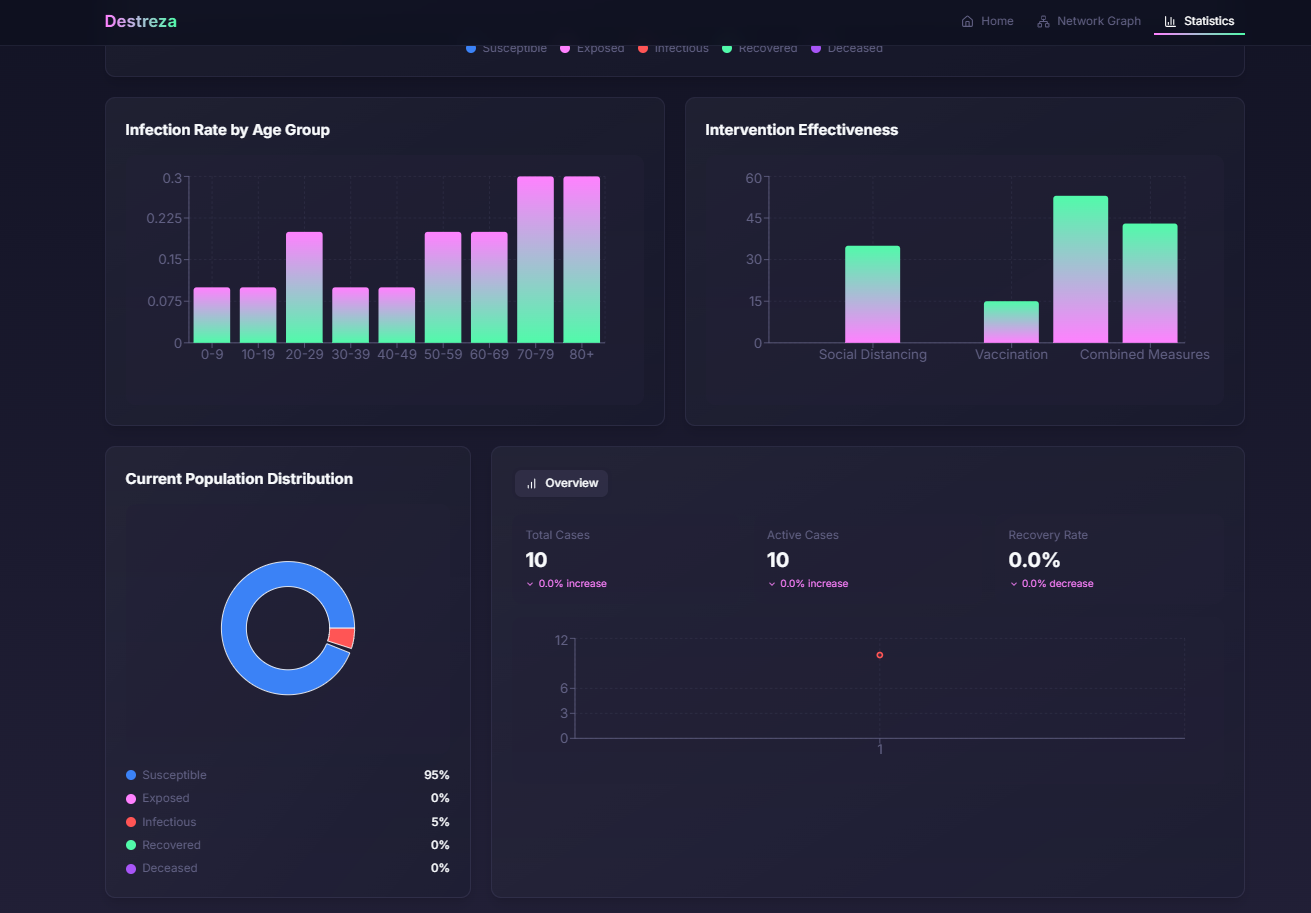 Destreza
Home
Network Graph
Statistics
Susceptible
Exposed
Infectious
Recovered
Deceased
Infection Rate by Age Group
0.3
0.225
0.15
0.075
0
0-9
10-19
20-29
30-39
40-49
50-59
60-69
70-79
80+
Intervention Effectiveness
60
45
30
15
0
Social Distancing
Vaccination
Combined Measures
Current Population Distribution
Susceptible 95%
Exposed 0%
Infectious 5%
Recovered 0%
Deceased 0%
Overview
Total Cases
10
0.0% increase
Active Cases
10
0.0% increase
Recovery Rate
0.0%
0.0% decrease
12
6
3
0
1